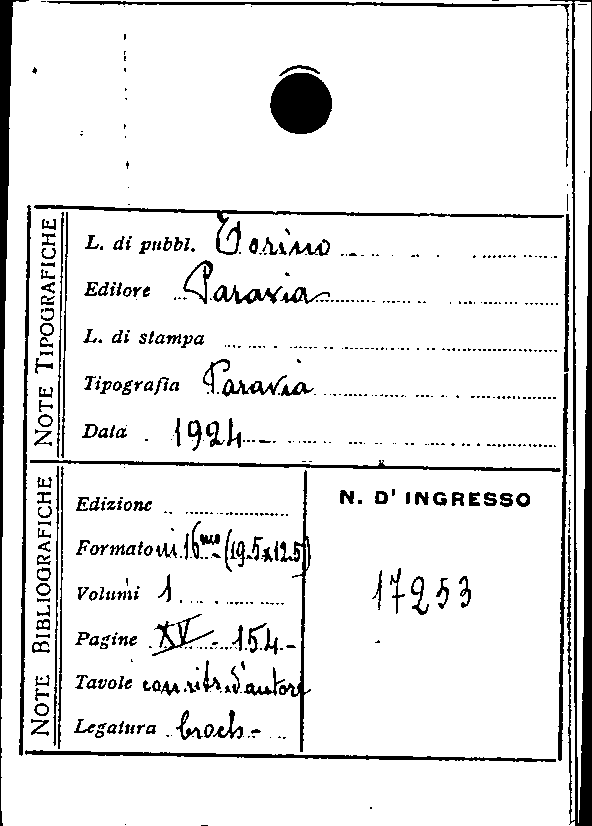 NOTE TIPOGRAFICHE
L. di pubbl. Torino
Editore Paravia
L. di stampa
Tipografia Paravia
Data 1924
NOTE BIBLIOGRAFICHE
Edizione
Formato in 16mo (19.5x12.5)
Volumi 1
Pagine XV - 154 -
Tavole con ritr. d'autore
Legatura broch -
N. D' INGRESSO
17253